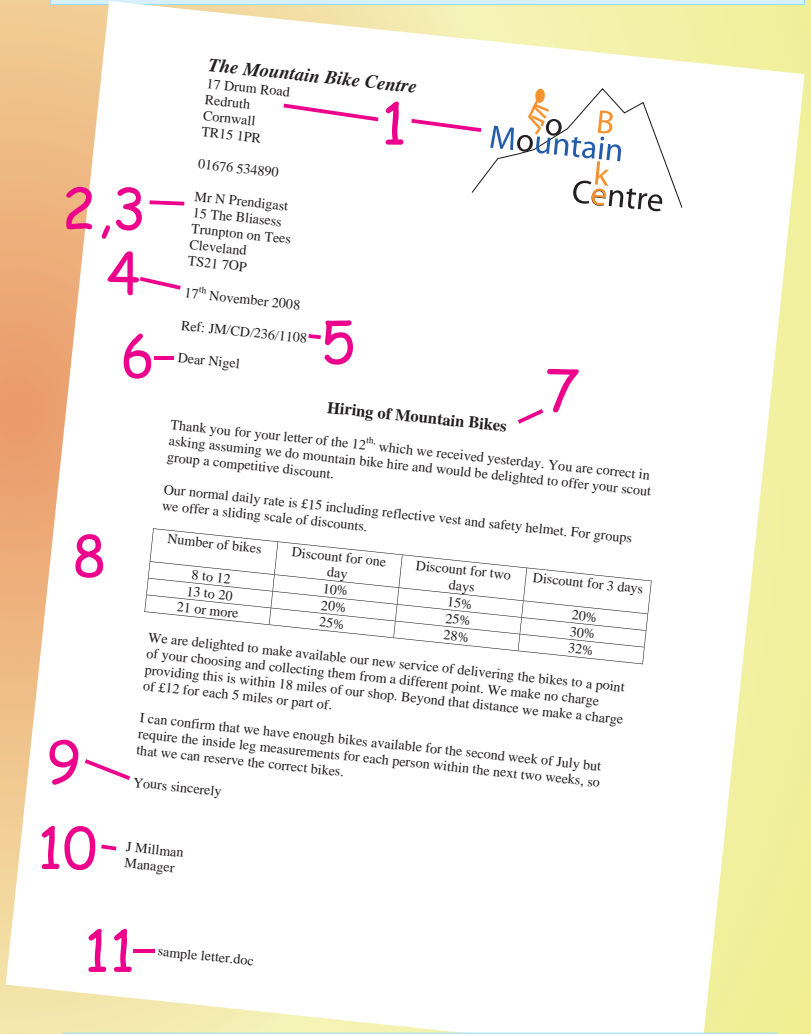 The Mountain Bike Centre
17 Drum Road
Redruth
Cornwall
TR15 1PR
01676 534890
1
Mountain
Bike
Centre
2,3
Mr N Prendigast
15 The Bliasess
Trunpton on Tees
Cleveland
TS21 7OP
4
17th November 2008
Ref: JM/CD/236/1108
5
6
Dear Nigel
7
Hiring of Mountain Bikes
Thank you for your letter of the 12th, which we received yesterday. You are correct in
asking assuming we do mountain bike hire and would be delighted to offer your scout
group a competitive discount.
Our normal daily rate is £15 including reflective vest and safety helmet. For groups
we offer a sliding scale of discounts.
8
Number of bikes Discount for one day Discount for two days Discount for 3 days
8 to 12 10% 15% 20%
13 to 20 20% 25% 30%
21 or more 25% 28% 32%
We are delighted to make available our new service of delivering the bikes to a point
of your choosing and collecting them from a different point. We make no charge
providing this is within 18 miles of our shop. Beyond that distance we make a charge
of £12 for each 5 miles or part of.
I can confirm that we have enough bikes available for the second week of July but
require the inside leg measurements for each person within the next two weeks, so
that we can reserve the correct bikes.
9
Yours sincerely
10
J Millman
Manager
11
sample letter.doc